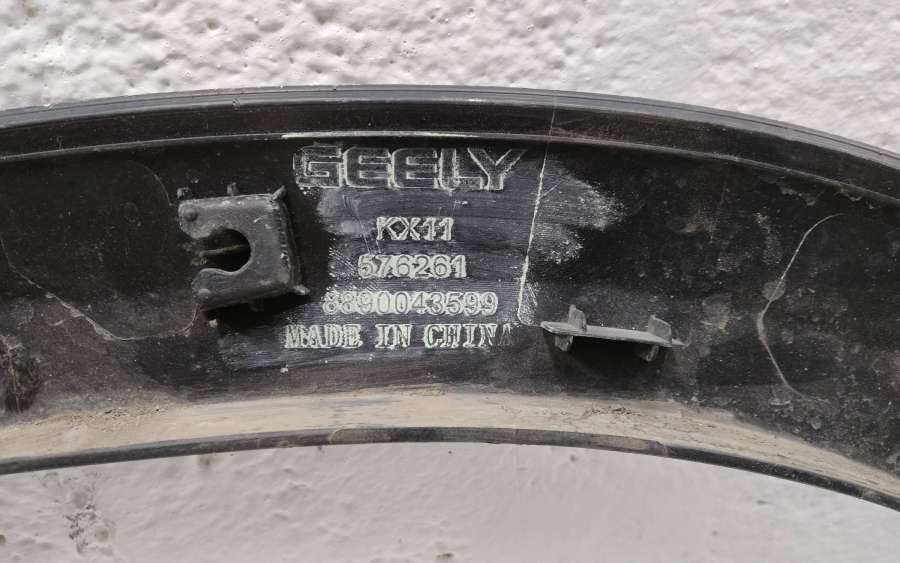 GEELY
KX11
576261
8890043599
MADE IN CHINA